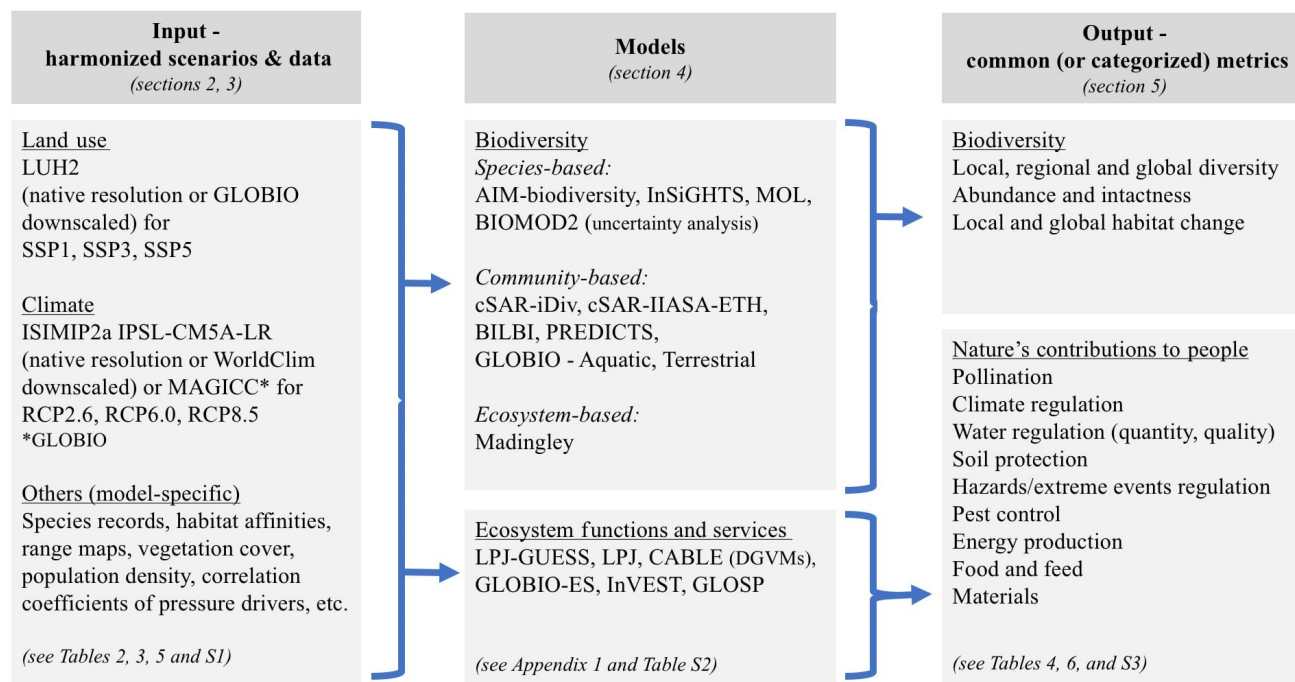 Input -
harmonized scenarios & data
(sections 2, 3)
Land use
LUH2
(native resolution or GLOBIO
downscaled) for
SSP1, SSP3, SSP5
Climate
ISIMIP2a IPSL-CM5A-LR
(native resolution or WorldClim
downscaled) or MAGICC* for
RCP2.6, RCP6.0, RCP8.5
*GLOBIO
Others (model-specific)
Species records, habitat affinities,
range maps, vegetation cover,
population density, correlation
coefficients of pressure drivers, etc.
(see Tables 2, 3, 5 and S1)
Models
(section 4)
Biodiversity
Species-based:
AIM-biodiversity, InSiGHTS, MOL,
BIOMOD2 (uncertainty analysis)
Community-based:
cSAR-iDiv, cSAR-IIASA-ETH,
BILBI, PREDICTS,
GLOBIO - Aquatic, Terrestrial
Ecosystem-based:
Madingley
Ecosystem functions and services
LPJ-GUESS, LPJ, CABLE (DGVMs),
GLOBIO-ES, InVEST, GLOSP
(see Appendix 1 and Table S2)
Output -
common (or categorized) metrics
(section 5)
Biodiversity
Local, regional and global diversity
Abundance and intactness
Local and global habitat change
Nature's contributions to people
Pollination
Climate regulation
Water regulation (quantity, quality)
Soil protection
Hazards/extreme events regulation
Pest control
Energy production
Food and feed
Materials
(see Tables 4, 6, and S3)